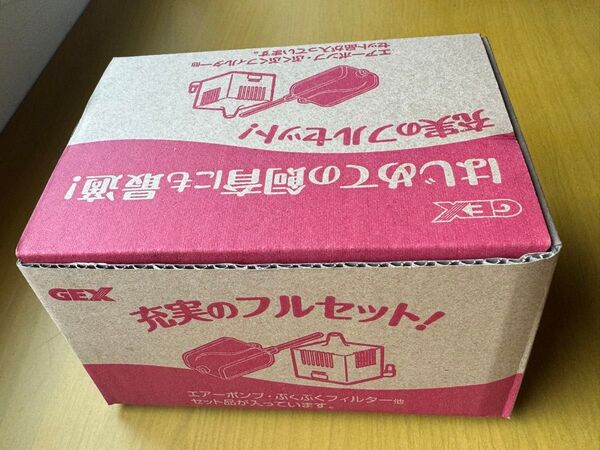 GEX
はじめての飼育にも最適!
充実のフルセット!
エアーポンプ・ぶくぶくフィルター他
セット品が入っています。
GEX
充実のフルセット!
エアーポンプ・ぶくぶくフィルター他
セット品が入っています。